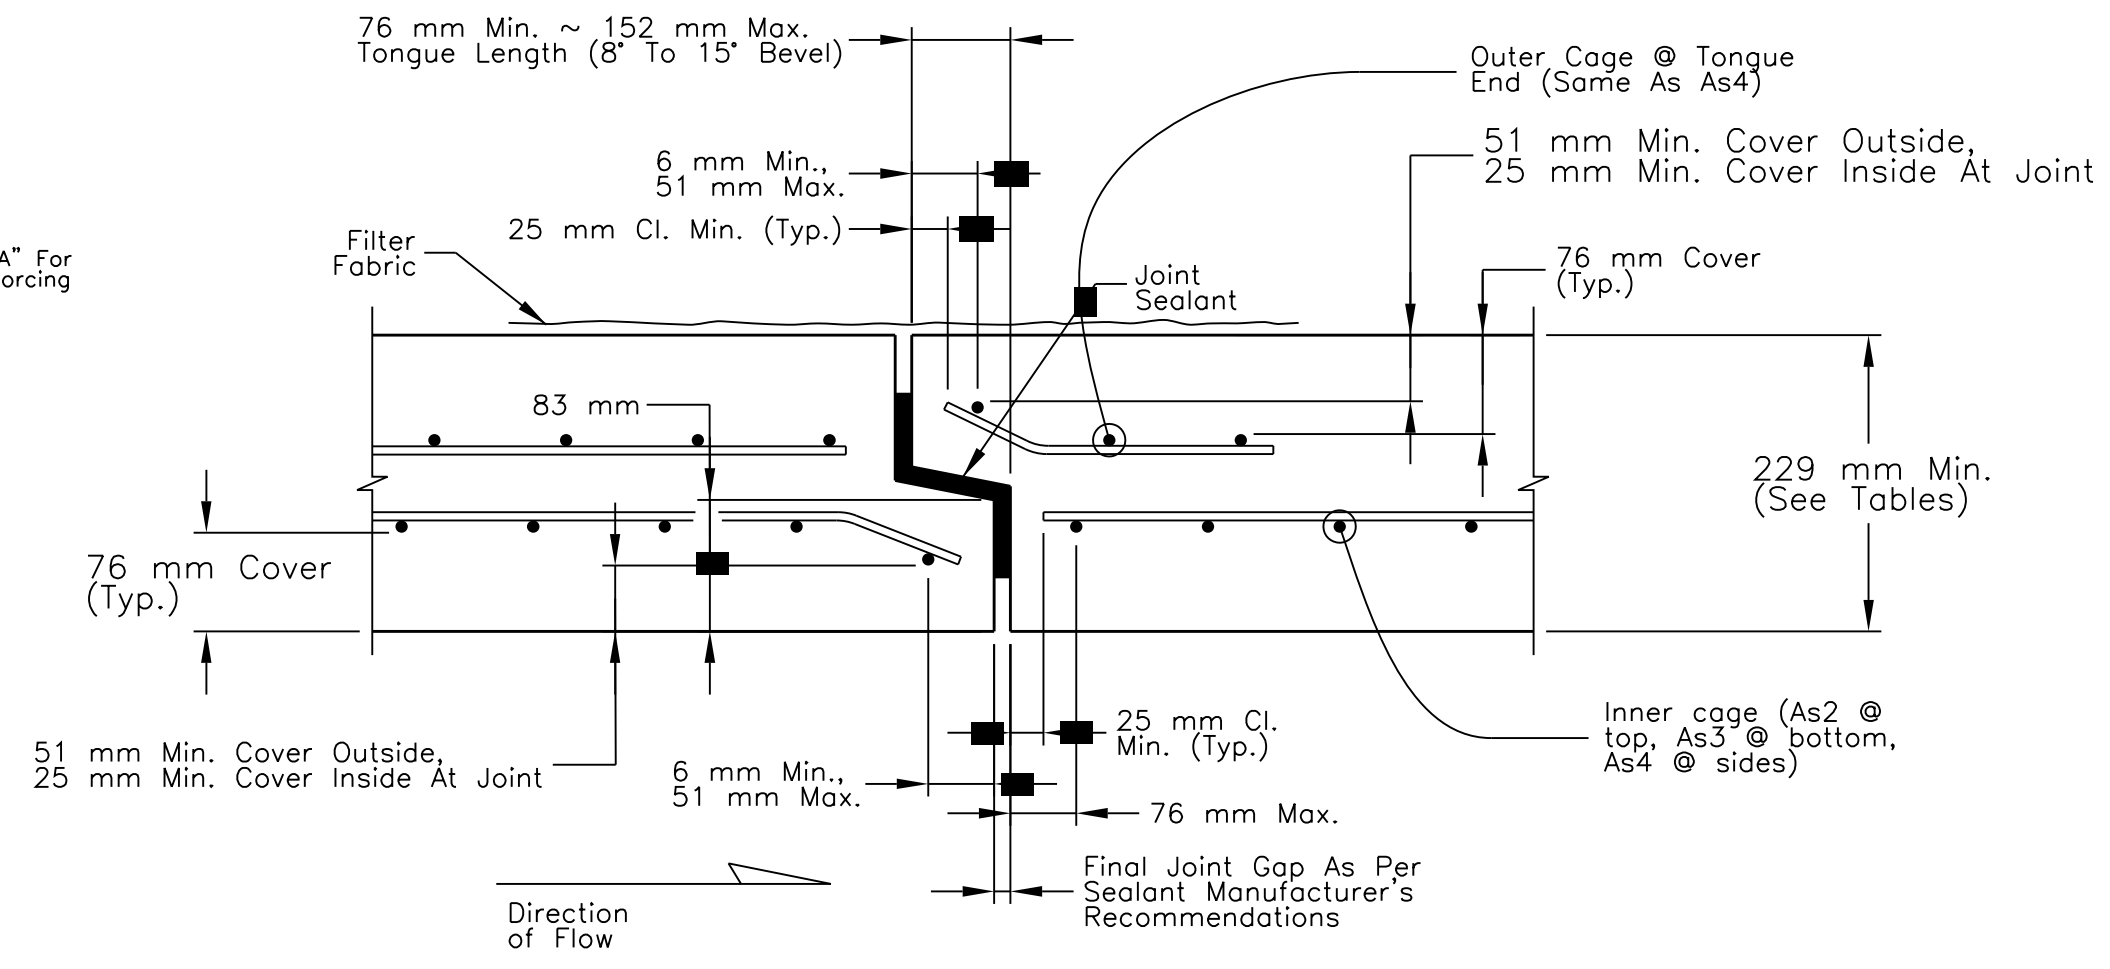 76 mm Min. ~ 152 mm Max.
Tongue Length (8° To 15° Bevel)
Outer Cage @ Tongue
End (Same As As4)
51 mm Min. Cover Outside,
25 mm Min. Cover Inside At Joint
6 mm Min.,
51 mm Max.
25 mm Cl. Min. (Typ.)
Filter
Fabric
A” For
orcing
Joint
Sealant
76 mm Cover
(Typ.)
83 mm
229 mm Min.
(See Tables)
76 mm Cover
(Typ.)
51 mm Min. Cover Outside,
25 mm Min. Cover Inside At Joint
25 mm Cl.
Min. (Typ.)
6 mm Min.,
51 mm Max.
76 mm Max.
Inner cage (As2 @
top, As3 @ bottom,
As4 @ sides)
Final Joint Gap As Per
Sealant Manufacturer's
Recommendations
Direction
of Flow